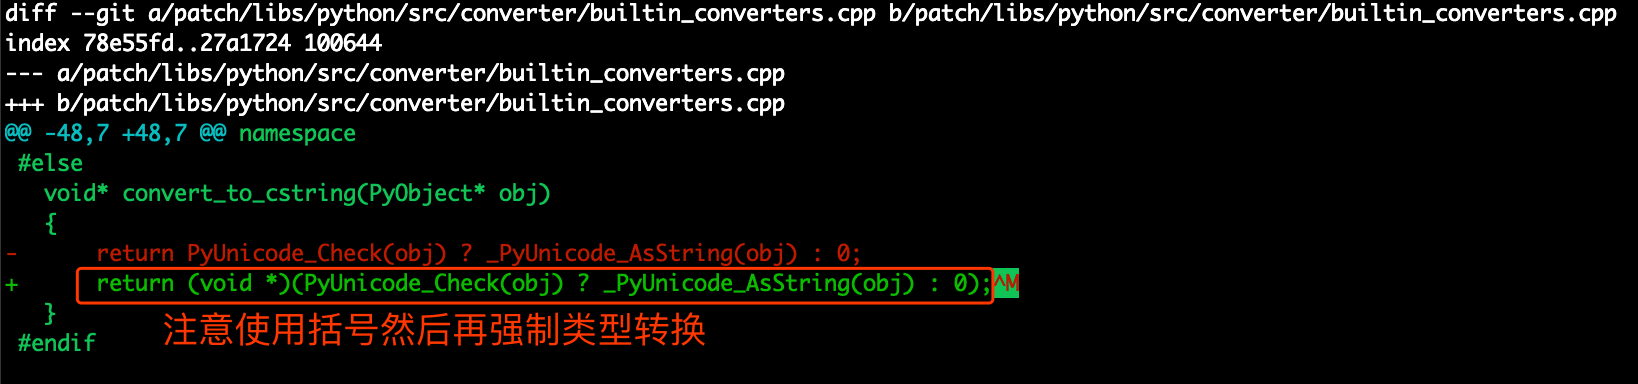 diff --git a/patch/libs/python/src/converter/builtin_converters.cpp b/patch/libs/python/src/converter/builtin_converters.cpp
index 78e55fd..27a1724 100644
--- a/patch/libs/python/src/converter/builtin_converters.cpp
+++ b/patch/libs/python/src/converter/builtin_converters.cpp
@@ -48,7 +48,7 @@ namespace
 #else
   void* convert_to_cstring(PyObject* obj)
   {
-      return PyUnicode_Check(obj) ? _PyUnicode_AsString(obj) : 0;
+      return (void *)(PyUnicode_Check(obj) ? _PyUnicode_AsString(obj) : 0);^M
   }
注意使用括号然后再强制类型转换
 #endif